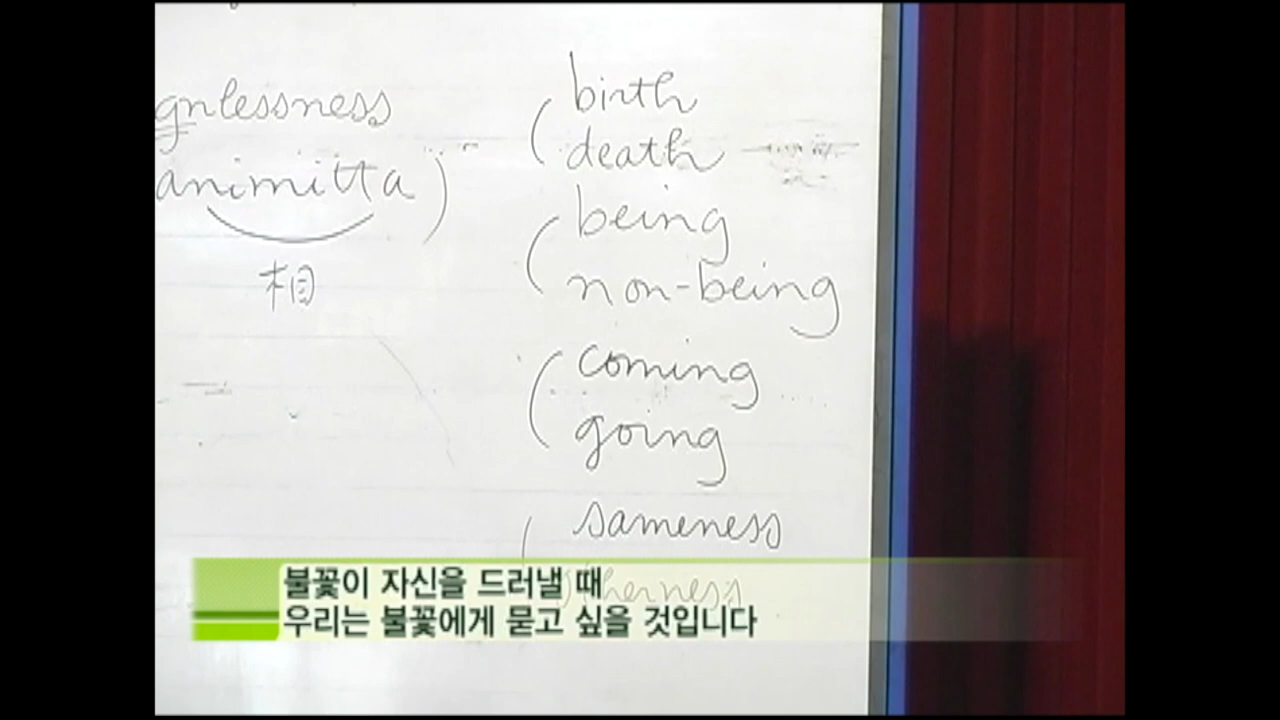 gnlessness
animitta)
相
birth
death
being
non-being
coming
going
sameness
otherness
불꽃이 자신을 드러낼 때
우리는 불꽃에게 묻고 싶을 것입니다